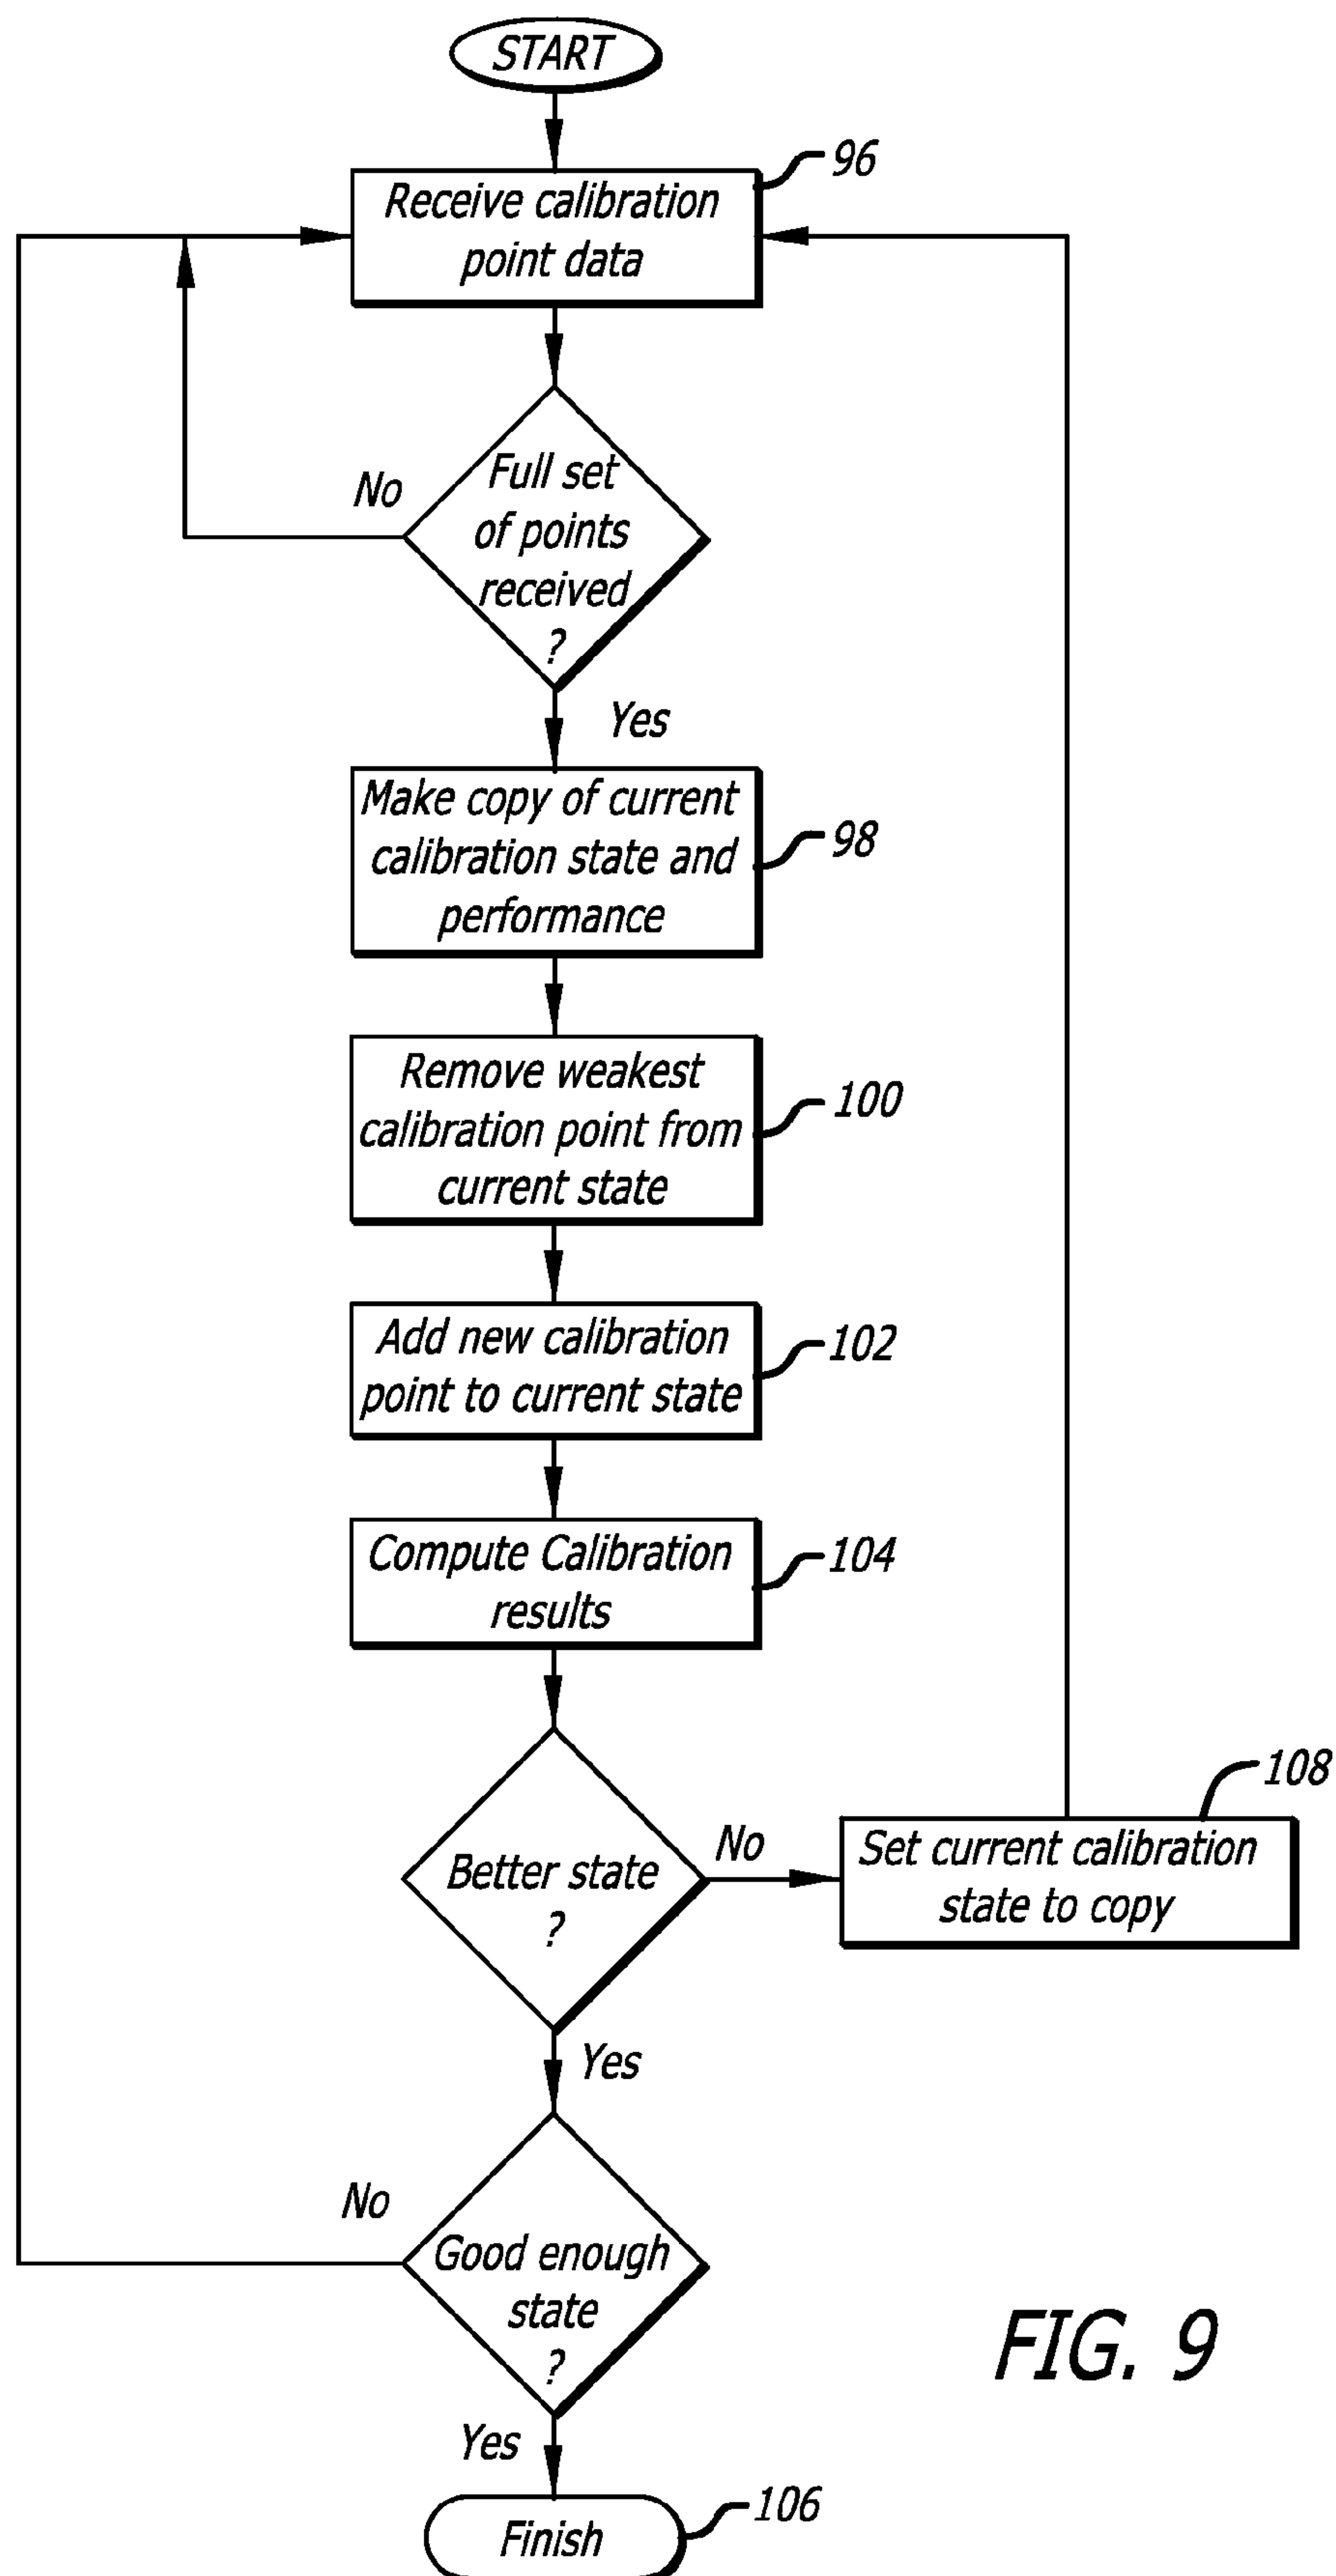 START
96
Receive calibration
point data
No
Full set
of points
received
?
Yes
Make copy of current
calibration state and
performance
98
Remove weakest
calibration point from
current state
100
Add new calibration
point to current state
102
Compute Calibration
results
104
Better state
?
No
Set current calibration
state to copy
108
Yes
No
Good enough
state
?
Yes
Finish
106
FIG. 9